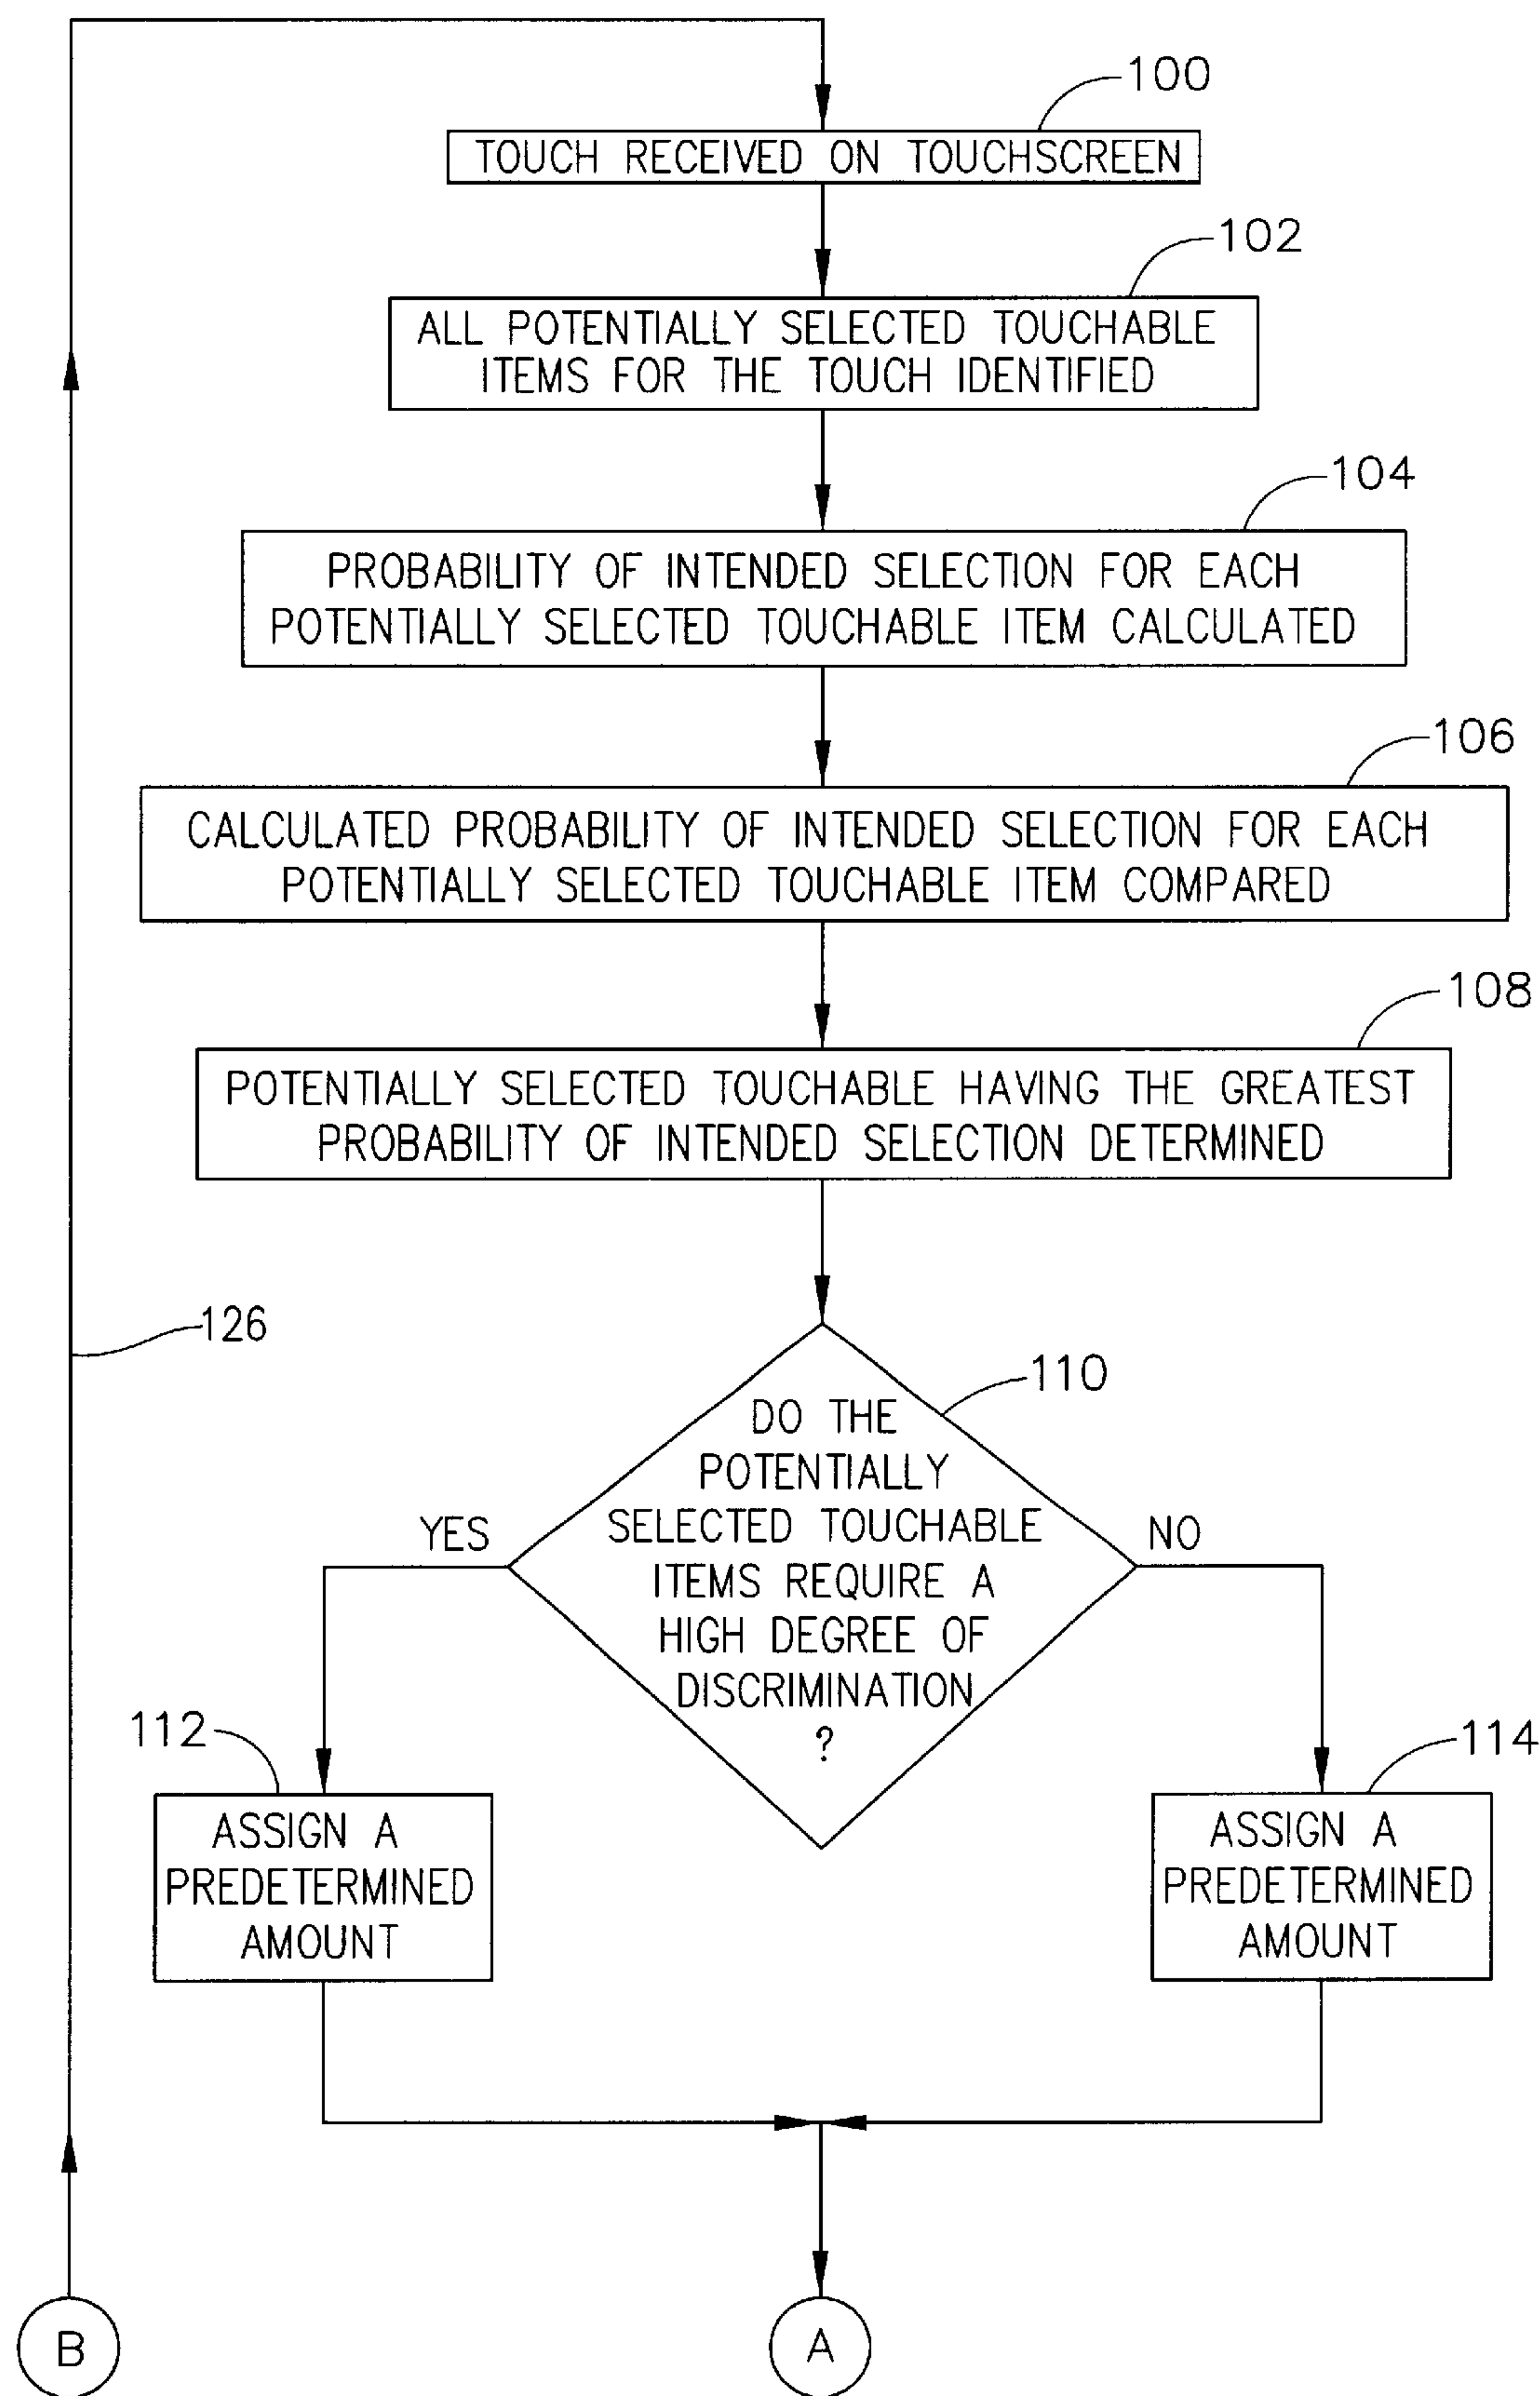 100
TOUCH RECEIVED ON TOUCHSCREEN
102
ALL POTENTIALLY SELECTED TOUCHABLE
ITEMS FOR THE TOUCH IDENTIFIED
104
PROBABILITY OF INTENDED SELECTION FOR EACH
POTENTIALLY SELECTED TOUCHABLE ITEM CALCULATED
106
CALCULATED PROBABILITY OF INTENDED SELECTION FOR EACH
POTENTIALLY SELECTED TOUCHABLE ITEM COMPARED
108
POTENTIALLY SELECTED TOUCHABLE HAVING THE GREATEST
PROBABILITY OF INTENDED SELECTION DETERMINED
126
110
DO THE
POTENTIALLY
SELECTED TOUCHABLE
ITEMS REQUIRE A
HIGH DEGREE OF
DISCRIMINATION
?
YES
NO
112
ASSIGN A
PREDETERMINED
AMOUNT
114
ASSIGN A
PREDETERMINED
AMOUNT
B
A